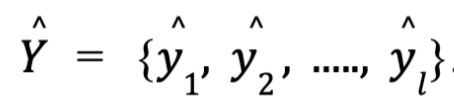 Ŷ = {ŷ₁, ŷ₂, ....., ŷₗ}.